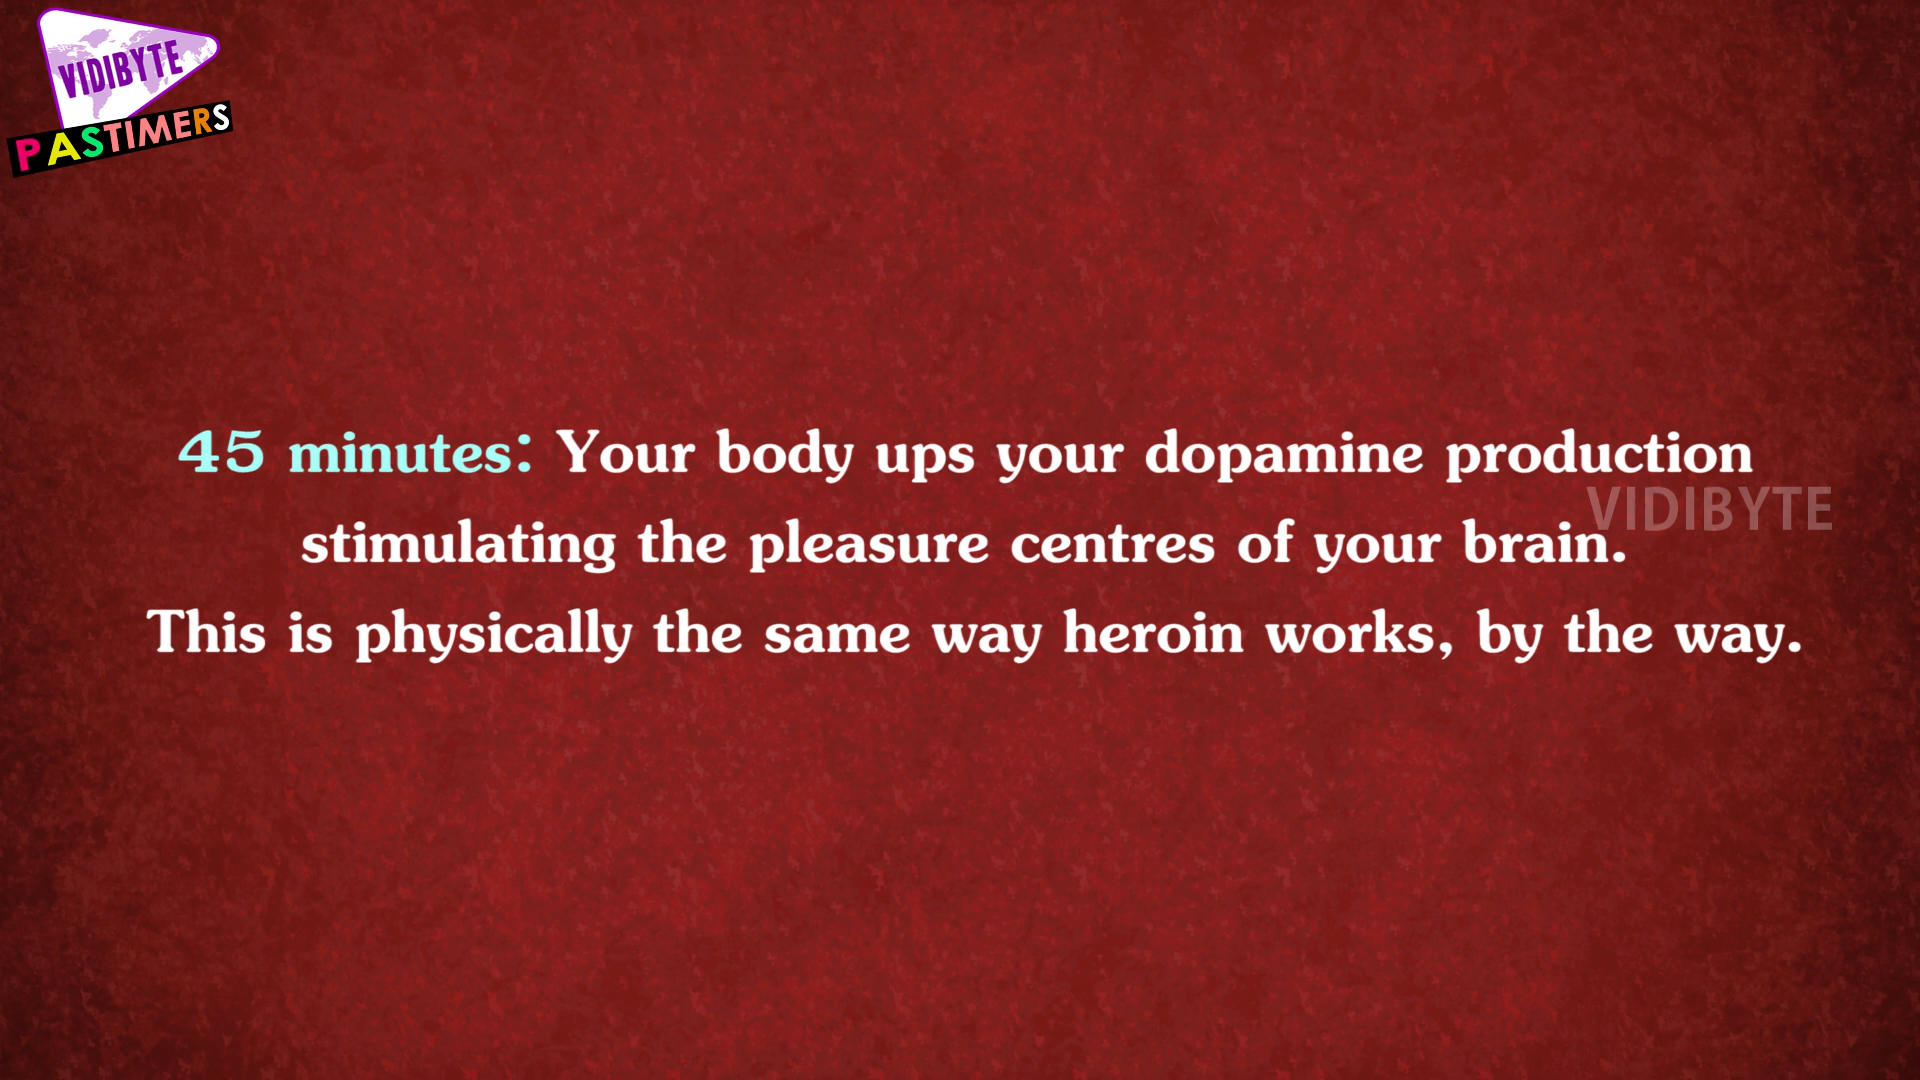 VIDIBYTE
PASTIMERS
45 minutes: Your body ups your dopamine production
VIDIBYTE
stimulating the pleasure centres of your brain.
This is physically the same way heroin works, by the way.